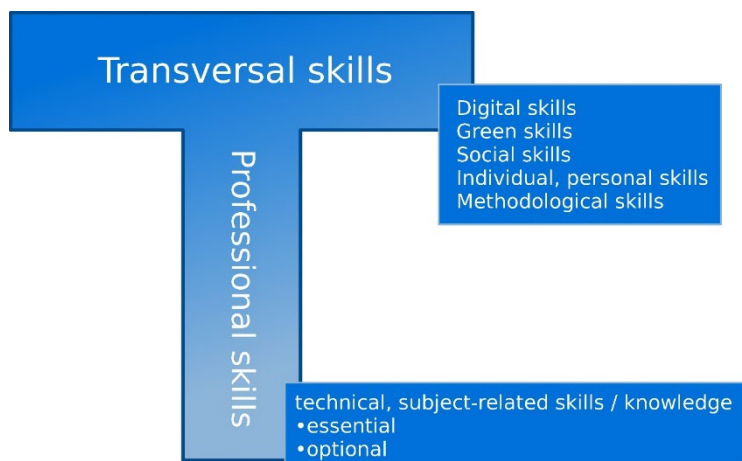 Transversal skills
Digital skills
Green skills
Social skills
Individual, personal skills
Methodological skills
Professional skills
technical, subject-related skills / knowledge
•essential
•optional